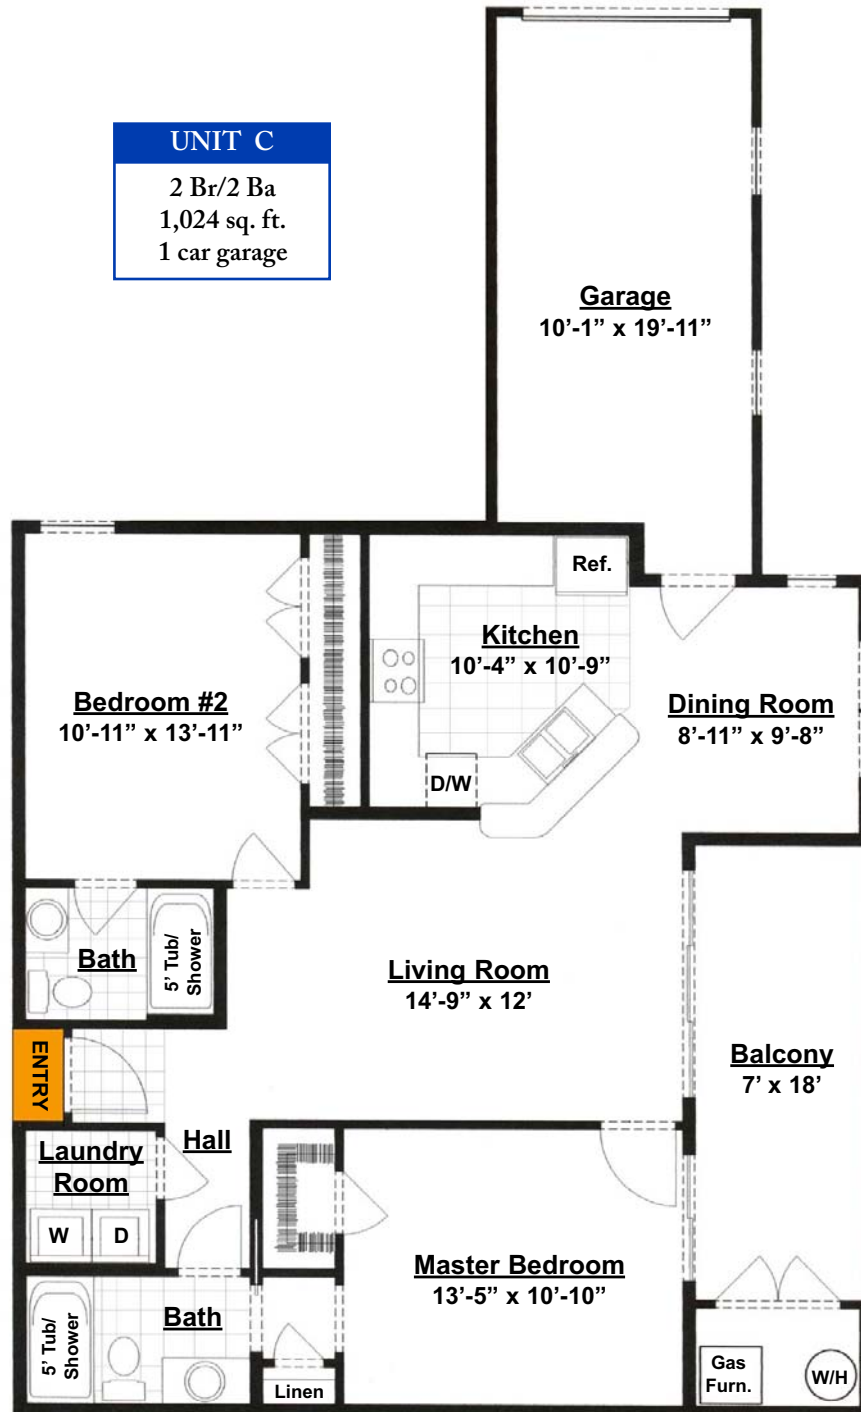 UNIT C
2 Br/2 Ba
1,024 sq. ft.
1 car garage
Garage
10’-1” x 19’-11”
Ref.
Kitchen
10’-4” x 10’-9”
Bedroom #2
10’-11” x 13’-11”
Dining Room
8’-11” x 9’-8”
D/W
5’ Tub/
Shower
Bath
Living Room
14’-9” x 12’
ENTRY
Balcony
7’ x 18’
Hall
Laundry
Room
W
D
Master Bedroom
13’-5” x 10’-10”
5’ Tub/
Shower
Bath
Linen
Gas
Furn.
W/H